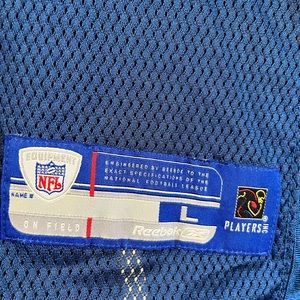 EQUIPMENT
NFL
ENGINEERED BY REEBOK TO THE
EXACT SPECIFICATIONS OF THE
NATIONAL FOOTBALL LEAGUE
NAME #
L
ON FIELD
Reebok
PLAYERS INC